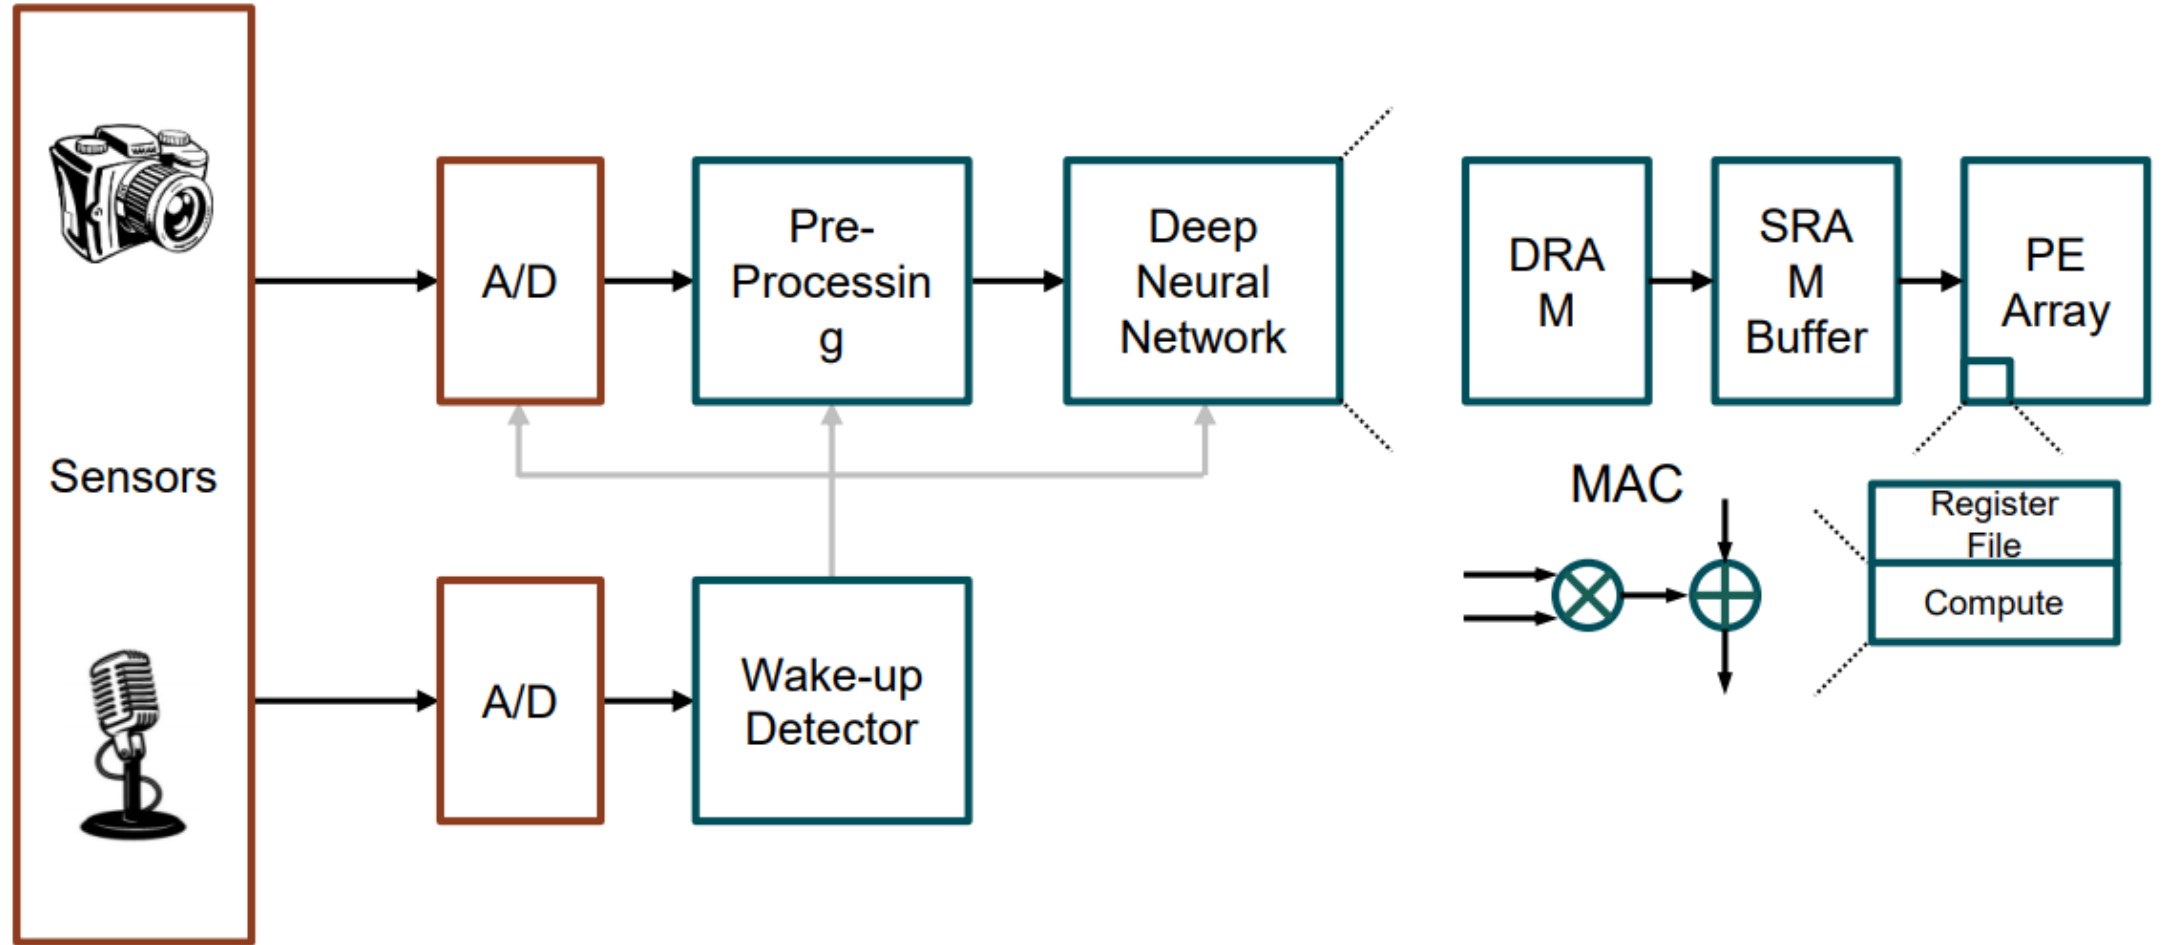 Sensors
A/D
Pre-
Processin
g
Deep
Neural
Network
A/D
Wake-up
Detector
DRA
M
SRA
M
Buffer
PE
Array
MAC
Register
File
Compute